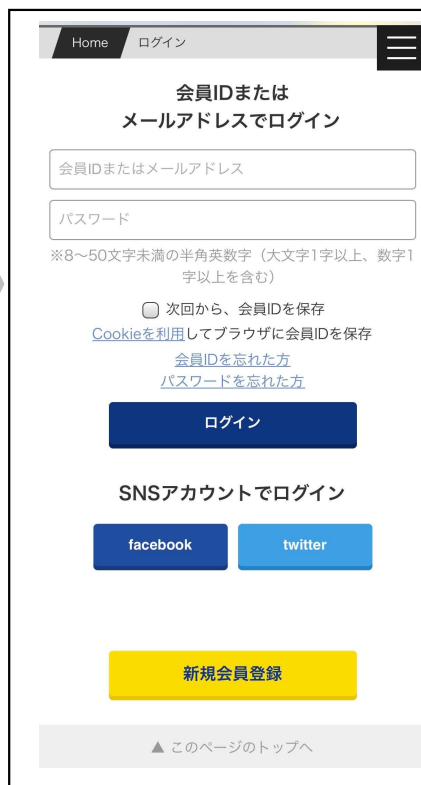 Home ログイン
会員IDまたは
メールアドレスでログイン
会員IDまたはメールアドレス
パスワード
※8〜50文字未満の半角英数字（大文字1字以上、数字1
字以上を含む）
次回から、会員IDを保存
Cookieを利用してブラウザに会員IDを保存
会員IDを忘れた方
パスワードを忘れた方
ログイン
SNSアカウントでログイン
facebook twitter
新規会員登録
▲ このページのトップへ